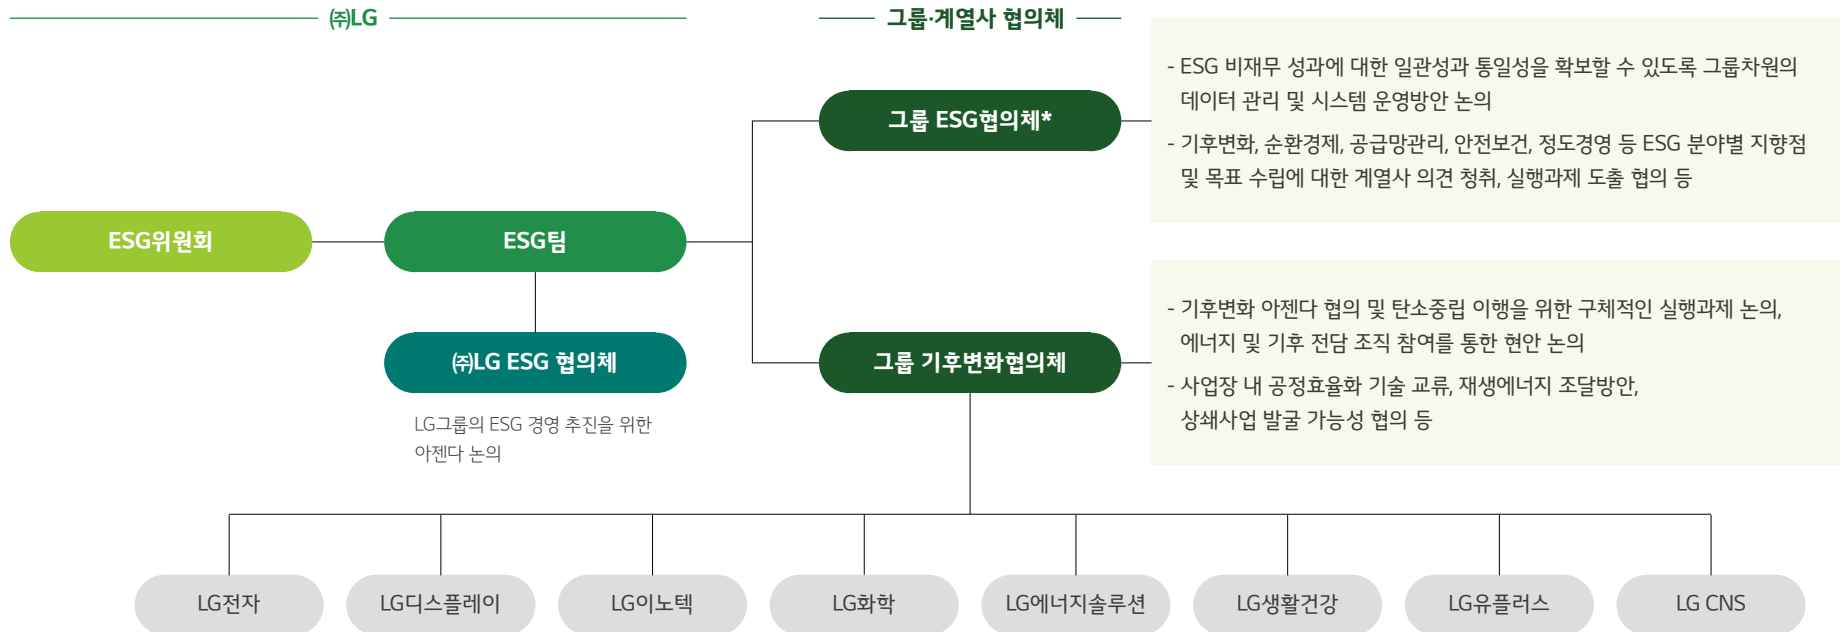 ㈜LG
그룹·계열사 협의체
- ESG 비재무 성과에 대한 일관성과 통일성을 확보할 수 있도록 그룹차원의
데이터 관리 및 시스템 운영방안 논의
- 기후변화, 순환경제, 공급망관리, 안전보건, 정도경영 등 ESG 분야별 지향점
및 목표 수립에 대한 계열사 의견 청취, 실행과제 도출 협의 등
그룹 ESG협의체*
ESG위원회
ESG팀
㈜LG ESG 협의체
LG그룹의 ESG 경영 추진을 위한
아젠다 논의
그룹 기후변화협의체
- 기후변화 아젠다 협의 및 탄소중립 이행을 위한 구체적인 실행과제 논의,
에너지 및 기후 전담 조직 참여를 통한 현안 논의
- 사업장 내 공정효율화 기술 교류, 재생에너지 조달방안,
상쇄사업 발굴 가능성 협의 등
LG전자
LG디스플레이
LG이노텍
LG화학
LG에너지솔루션
LG생활건강
LG유플러스
LG CNS